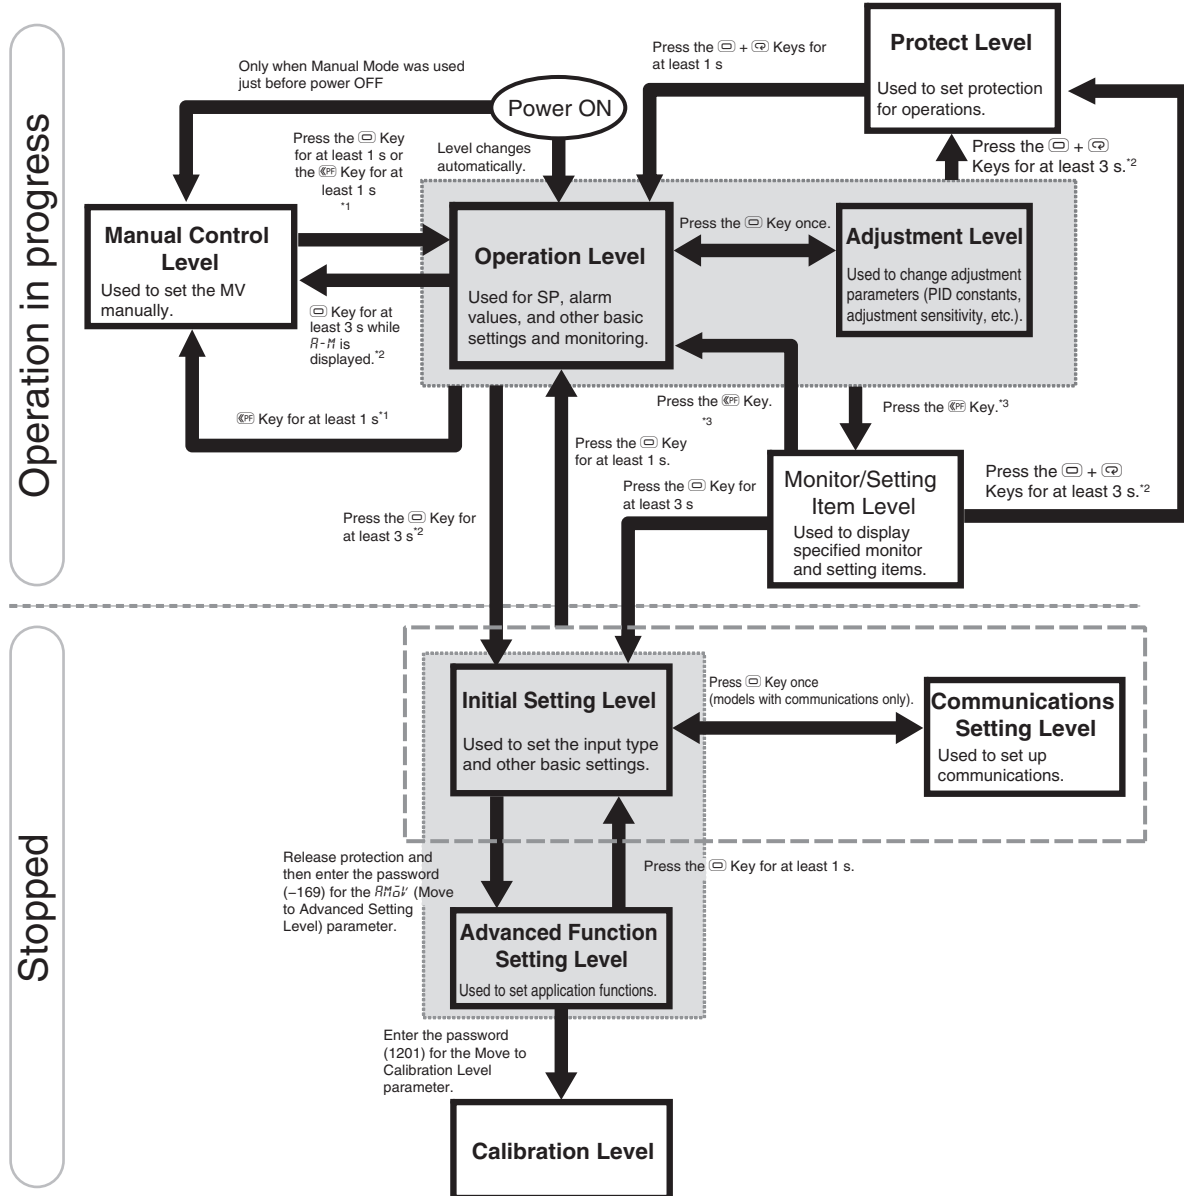 Operation in progress
Only when Manual Mode was used
just before power OFF
Power ON
Press the + Keys for
at least 1 s
Protect Level
Used to set protection
for operations.
Press the Key
for at least 1 s or
the PF Key for at
least 1 s
*1
Level changes
automatically.
Press the +
Keys for at least 3 s.*2
Manual Control
Level
Used to set the MV
manually.
Operation Level
Used for SP, alarm
values, and other basic
settings and monitoring.
Press the Key once.
Adjustment Level
Used to change adjustment
parameters (PID constants,
adjustment sensitivity, etc.).
Key for at
least 3 s while
A-M is
displayed.*2
PF Key for at least 1 s*1
Press the PF Key.
*3
Press the PF Key.*3
Press the Key
for at least 1 s.
Press the Key for
at least 3 s
Monitor/Setting
Item Level
Used to display
specified monitor
and setting items.
Press the +
Keys for at least 3 s.*2
Press the Key for
at least 3 s*2
Stopped
Initial Setting Level
Used to set the input type
and other basic settings.
Press Key once
(models with communications only).
Communications
Setting Level
Used to set up
communications.
Release protection and
then enter the password
(−169) for the AMoV (Move
to Advanced Setting
Level) parameter.
Press the Key for at least 1 s.
Advanced Function
Setting Level
Used to set application functions.
Enter the password
(1201) for the Move to
Calibration Level
parameter.
Calibration Level